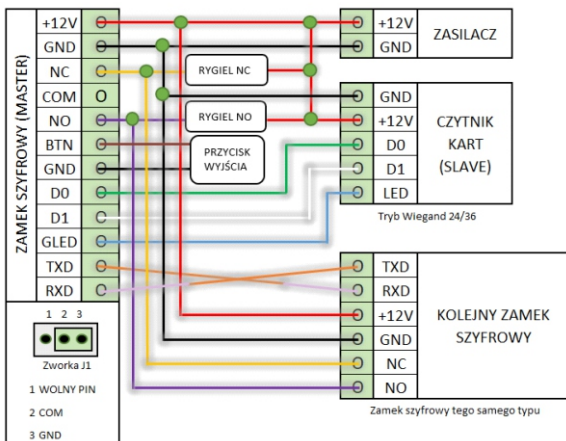 ZAMEK SZYFROWY (MASTER)
+12V
GND
NC
COM
NO
BTN
GND
D0
D1
GLED
TXD
RXD
RYGIEL NC
RYGIEL NO
PRZYCISK
WYJŚCIA
+12V
GND
ZASILACZ
GND
+12V
D0
D1
LED
CZYTNIK
KART
(SLAVE)
Tryb Wiegand 24/36
TXD
RXD
+12V
GND
NC
NO
KOLEJNY ZAMEK
SZYFROWY
Zamek szyfrowy tego samego typu
1 2 3
Zworka J1
1 WOLNY PIN
2 COM
3 GND